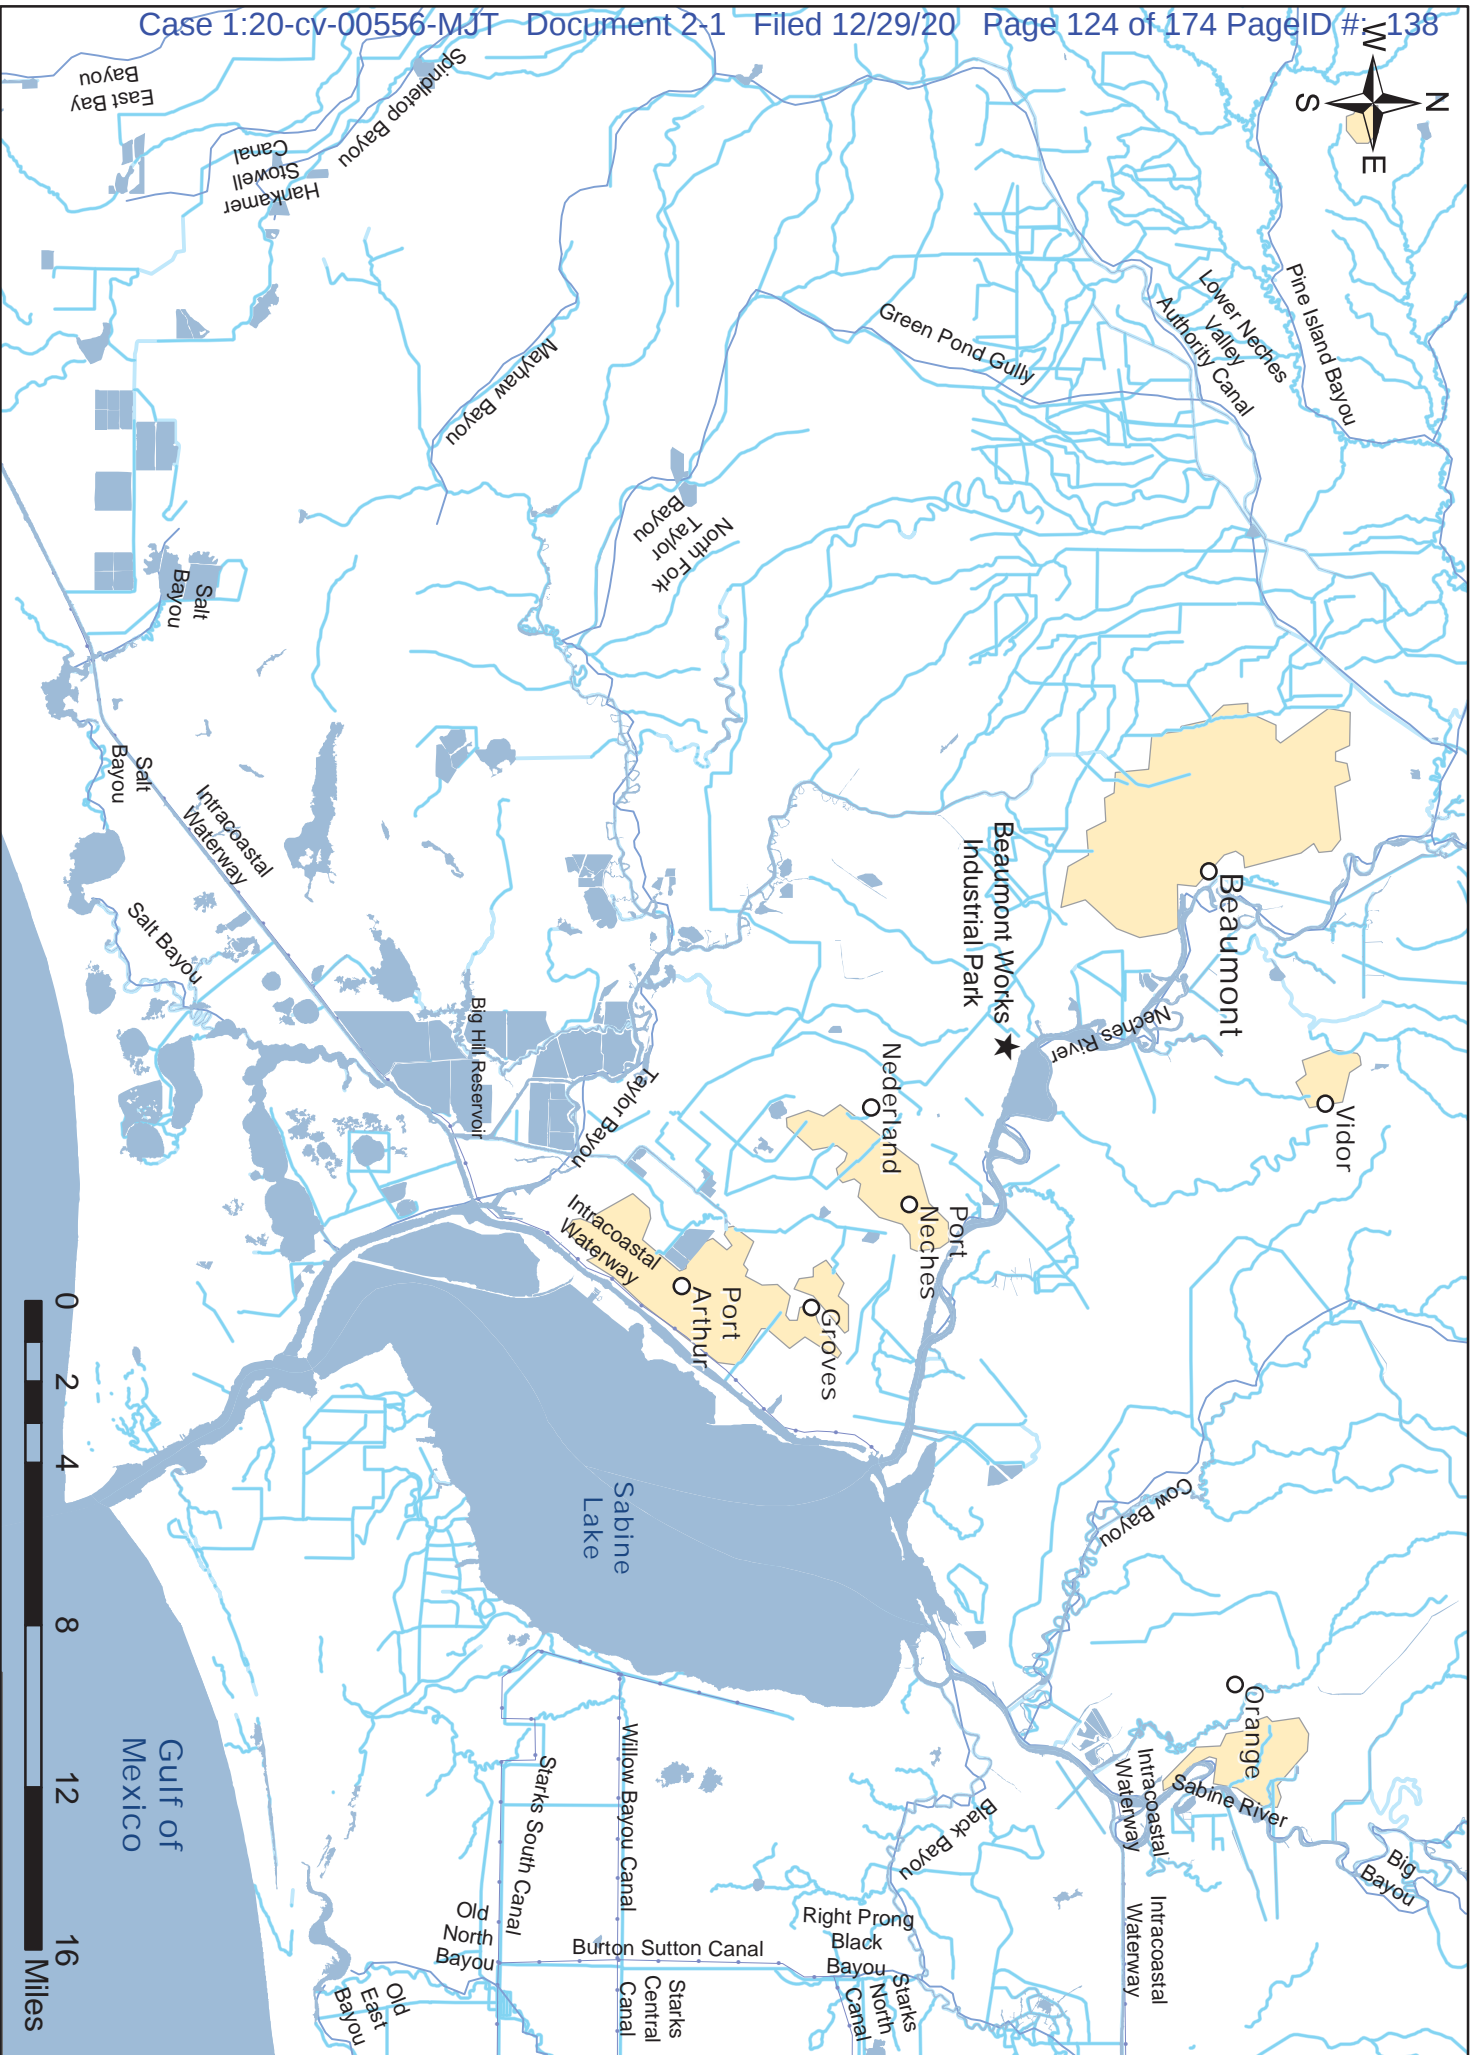 Case 1:20-cv-00556-MJT Document 2-1 Filed 12/29/20 Page 124 of 174 PageID #: 138
N
W
E
S
Pine Island Bayou
Lower Neches
Valley
Authority Canal
Green Pond Gully
Spindletop Bayou
East Bay
Bayou
Hankamer
Stowell
Canal
Mayhaw Bayou
North Fork
Taylor
Bayou
Salt
Bayou
Salt
Bayou
Intracoastal
Waterway
Salt Bayou
Beaumont
Beaumont Works
Industrial Park
Neches River
Vidor
Nederland
Port
Neches
Groves
Port
Arthur
Intracoastal
Waterway
Taylor Bayou
Big Hill Reservoir
Sabine
Lake
Cow Bayou
Orange
Sabine River
Big
Bayou
Intracoastal
Waterway
Intracoastal
Waterway
Black Bayou
Right Prong
Black
Bayou
Starks
North
Canal
Willow Bayou Canal
Starks South Canal
Burton Sutton Canal
Starks
Central
Canal
Old
North
Bayou
Old
East
Bayou
Gulf of
Mexico
0
2
4
8
12
16
Miles